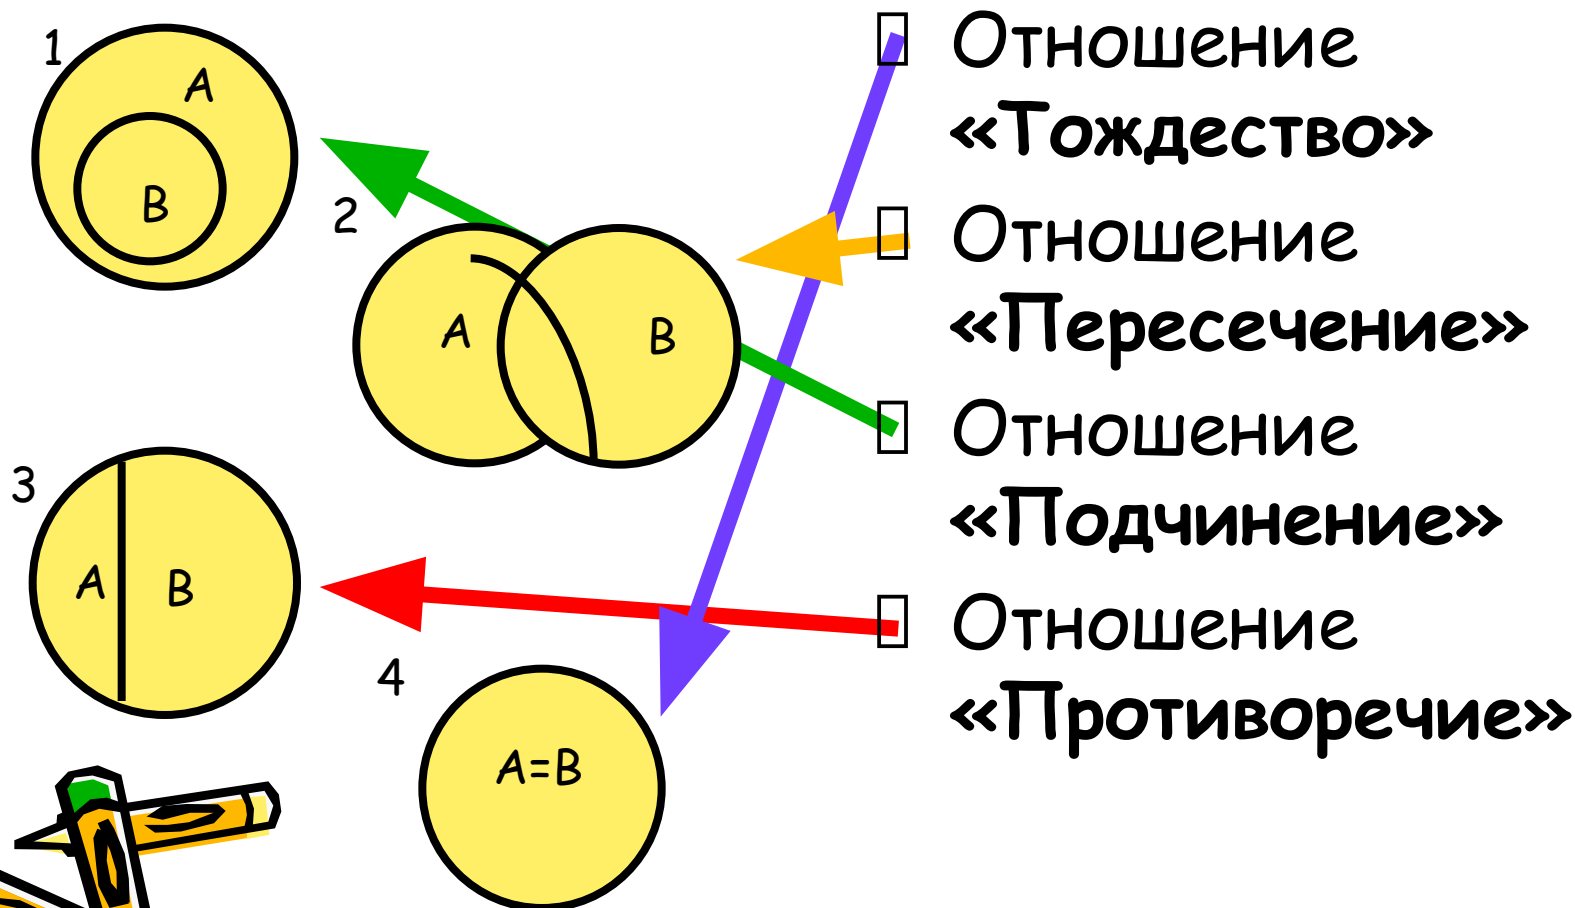 1
A
B
2
A
B
3
A
B
4
A=B
Отношение
«Тождество»
Отношение
«Пересечение»
Отношение
«Подчинение»
Отношение
«Противоречие»